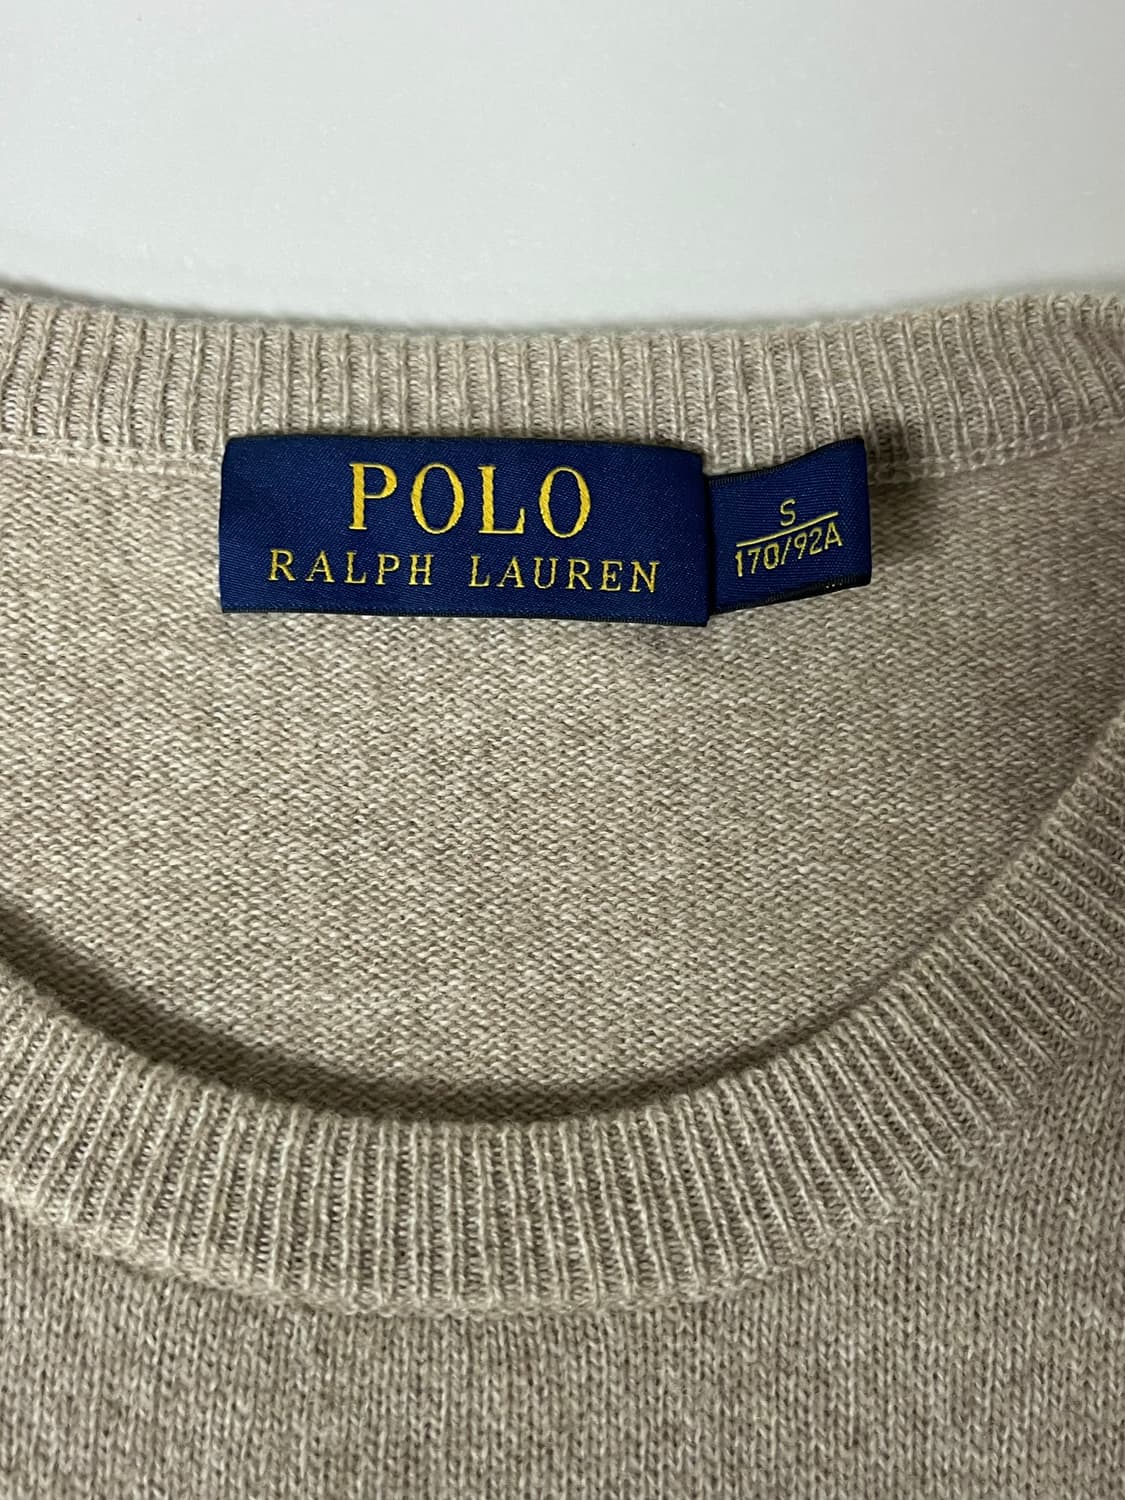 POLO
RALPH LAUREN
S
170/92A